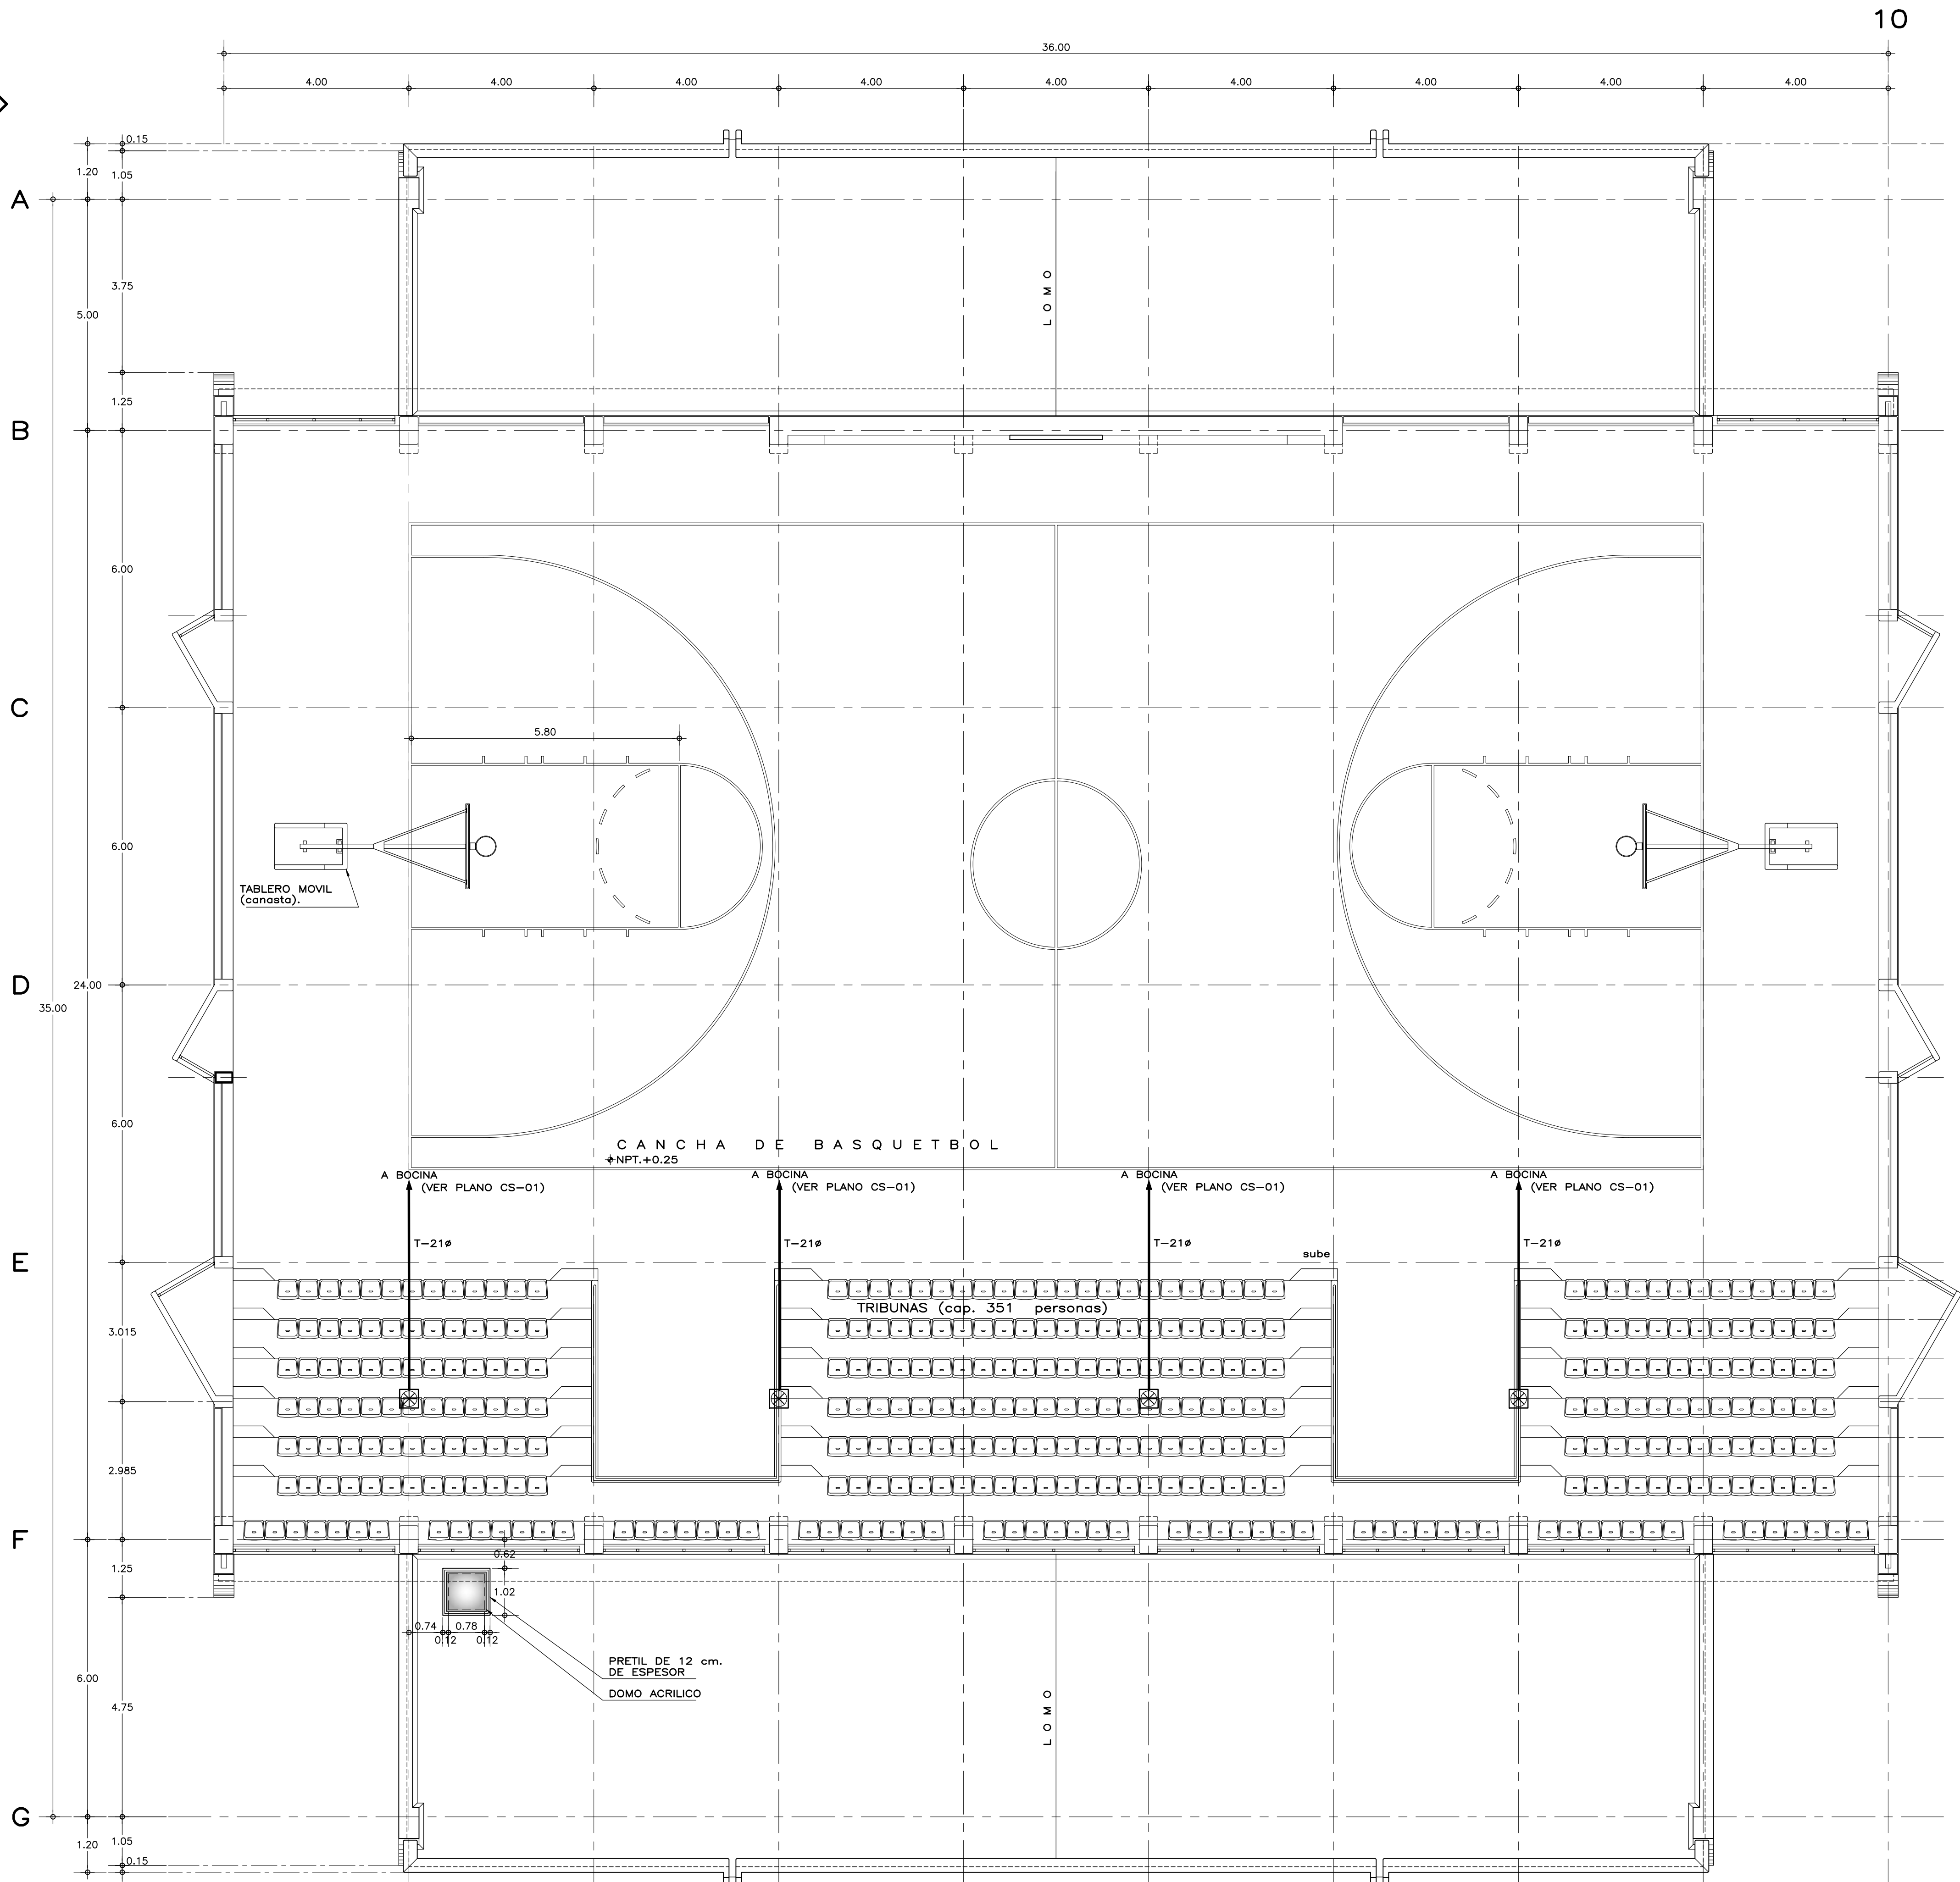 10
36.00
4.00 4.00 4.00 4.00 4.00 4.00 4.00 4.00 4.00
0.15
1.20 1.05
A
3.75
5.00
1.25
B
LOMO
6.00
C
5.80
6.00
TABLERO MOVIL
(canasta).
D
24.00
35.00
6.00
CANCHA DE BASQUETBOL
NPT.+0.25
A BOCINA A BOCINA A BOCINA A BOCINA
(VER PLANO CS-01) (VER PLANO CS-01) (VER PLANO CS-01) (VER PLANO CS-01)
T-21ø T-21ø T-21ø T-21ø
sube
E
TRIBUNAS (cap. 351 personas)
3.015
2.985
F
0.62
1.25
1.02
0.74 0.78
0.12 0.12
PRETIL DE 12 cm.
DE ESPESOR
DOMO ACRILICO
6.00
4.75
LOMO
G
1.20 1.05
0.15